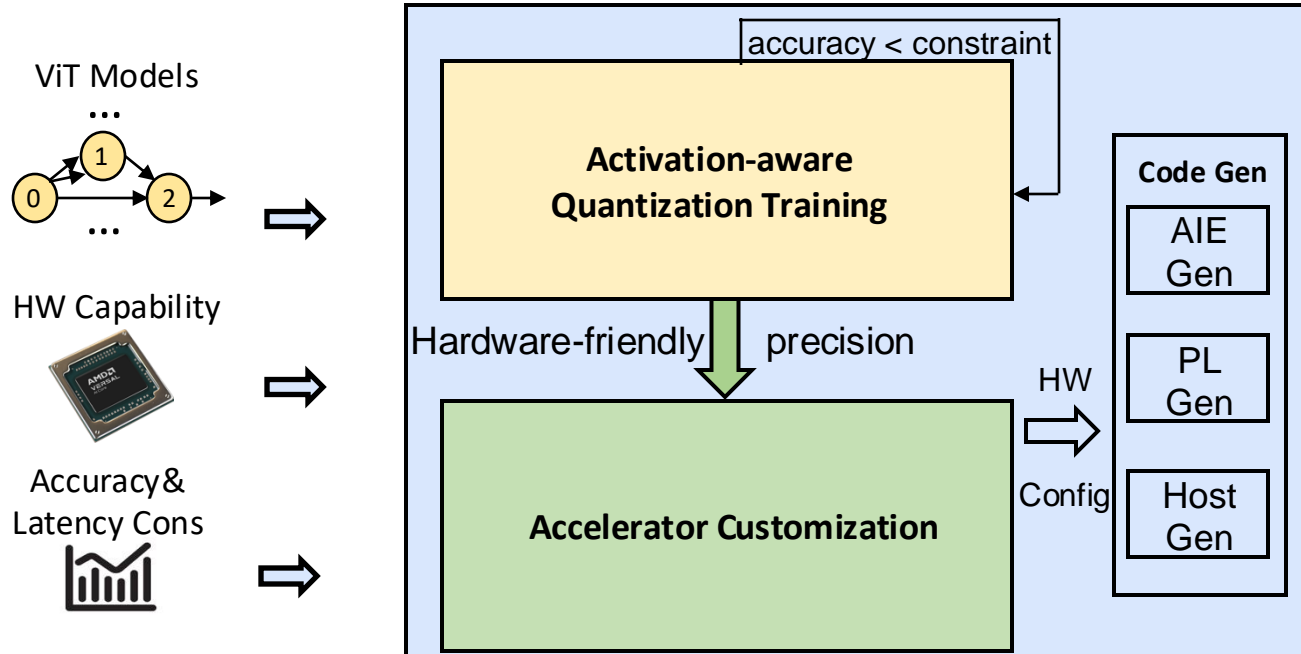 ViT Models
...
1
0
2
...
HW Capability
AMD
VERSAL
Accuracy&
Latency Cons
accuracy < constraint
Activation-aware
Quantization Training
Hardware-friendly precision
Accelerator Customization
HW
Config
Code Gen
AIE
Gen
PL
Gen
Host
Gen